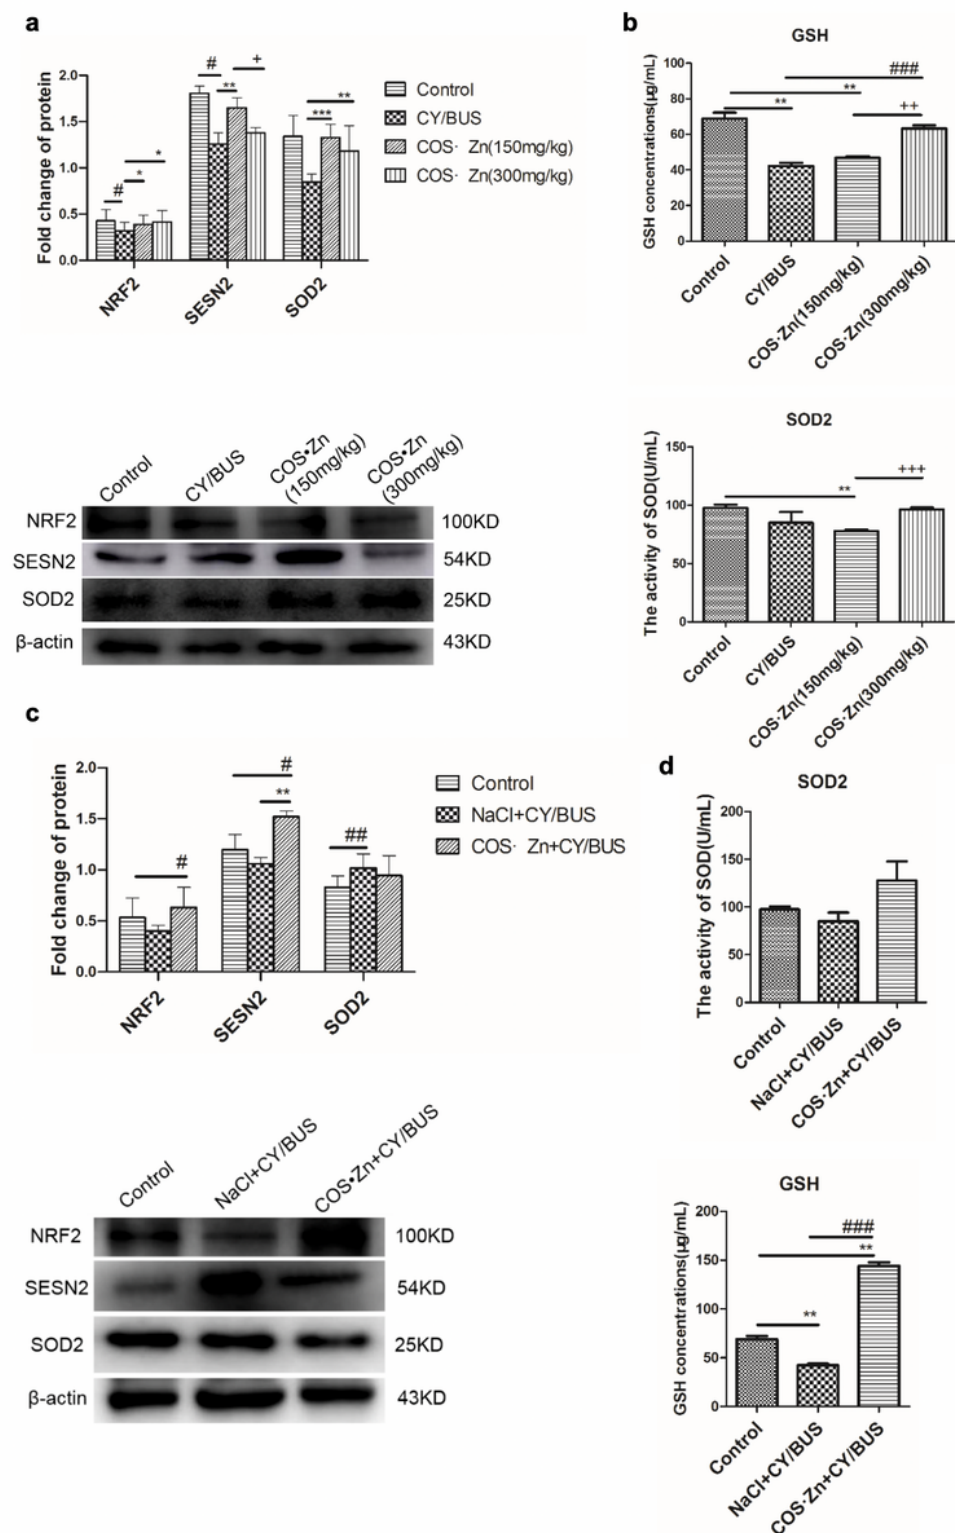 a
Fold change of protein
2.0
1.5
1.0
0.5
0.0
#
*
*
#
**
+
***
**
NRF2
SESN2
SOD2
Control
CY/BUS
COS· Zn(150mg/kg)
COS· Zn(300mg/kg)
b
GSH
GSH concentrations(μg/mL)
100
80
60
40
20
0
###
**
**
++
Control
CY/BUS
COS·Zn(150mg/kg)
COS·Zn(300mg/kg)
Control
CY/BUS
COS•Zn
(150mg/kg)
COS•Zn
(300mg/kg)
NRF2
100KD
SESN2
54KD
SOD2
25KD
β-actin
43KD
SOD2
The activity of SOD(U/mL)
150
100
50
0
**
+++
Control
CY/BUS
COS·Zn(150mg/kg)
COS·Zn(300mg/kg)
c
Fold change of protein
2.0
1.5
1.0
0.5
0.0
#
#
**
##
NRF2
SESN2
SOD2
Control
NaCl+CY/BUS
COS· Zn+CY/BUS
d
SOD2
The activity of SOD(U/mL)
200
150
100
50
0
Control
NaCl+CY/BUS
COS·Zn+CY/BUS
Control
NaCl+CY/BUS
COS•Zn+CY/BUS
NRF2
100KD
SESN2
54KD
SOD2
25KD
β-actin
43KD
GSH
GSH concentrations(μg/mL)
200
150
100
50
0
###
**
**
Control
NaCl+CY/BUS
COS·Zn+CY/BUS